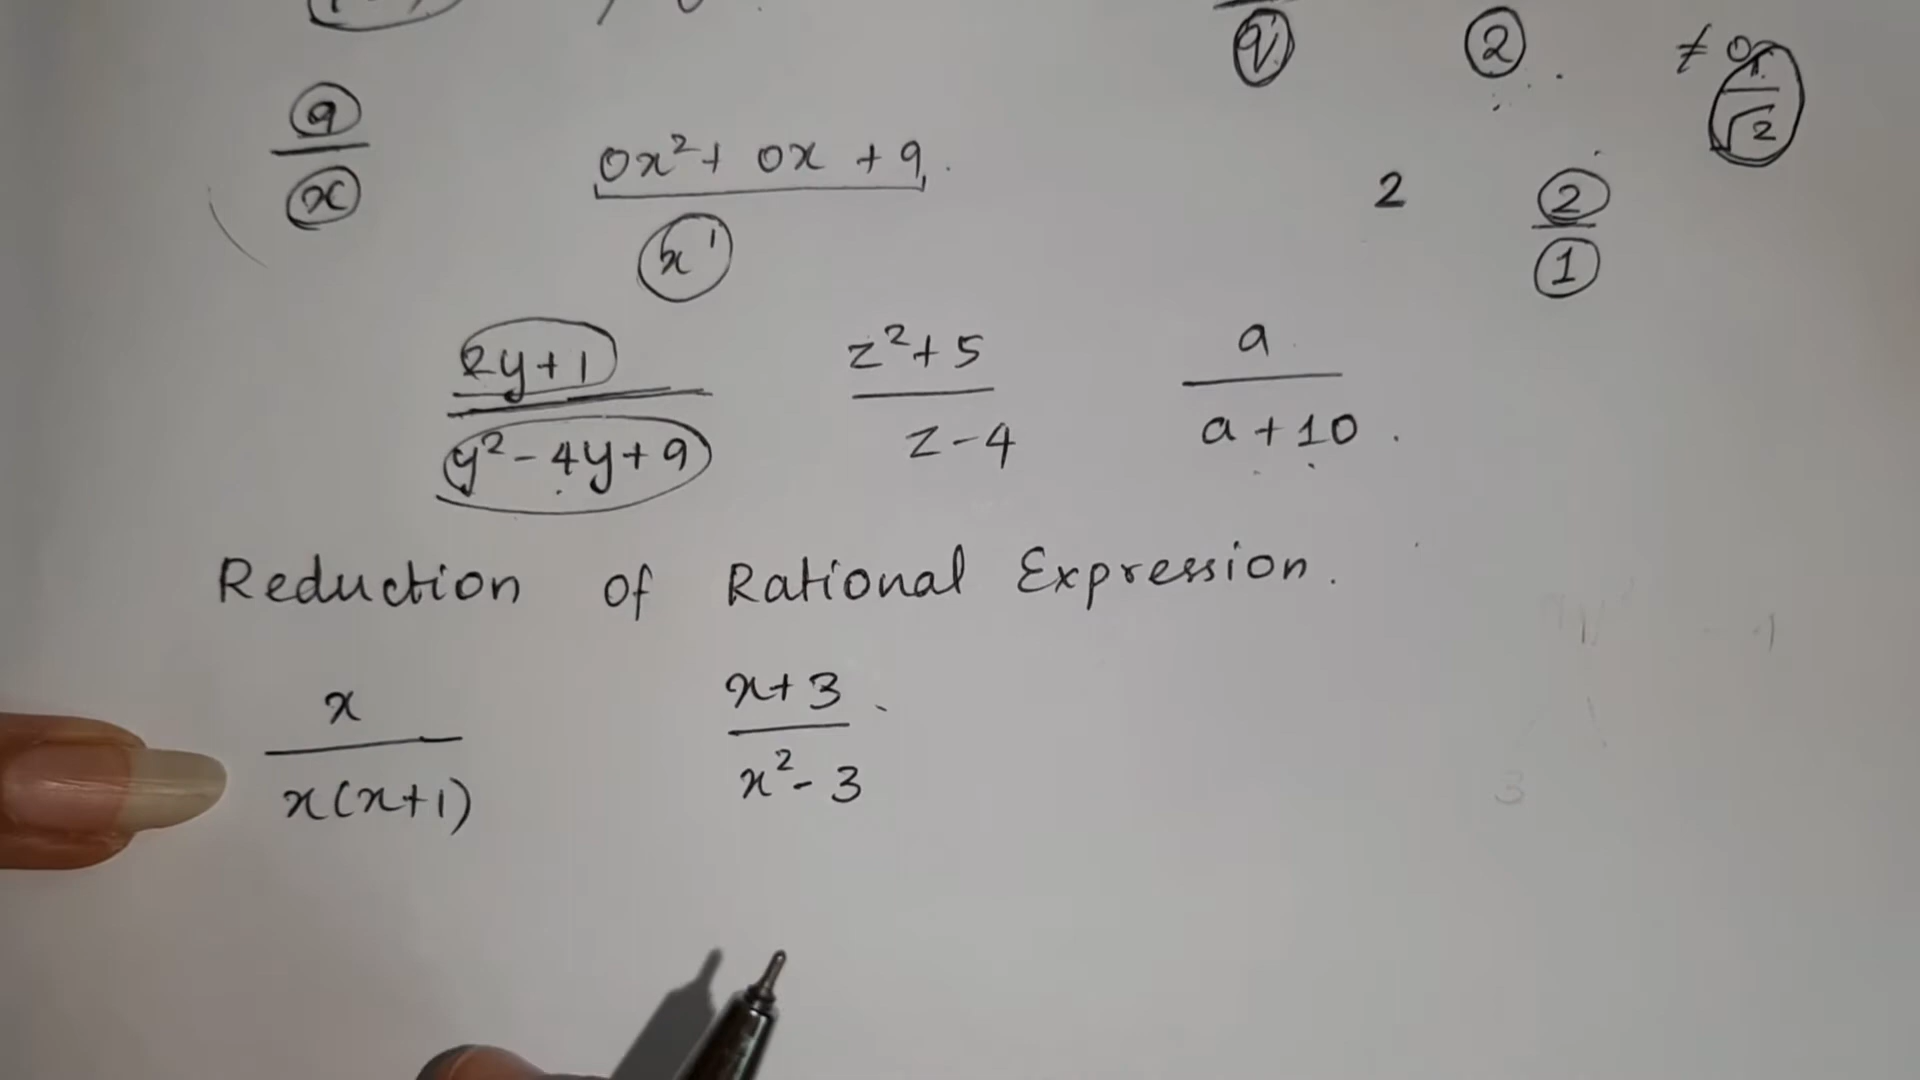 q 2 ≠ 0
9/x 0x² + 0x + 9 / x¹ 2 2/1 √2
2y+1 / y²-4y+9 z²+5 / z-4 a / a+10 .
Reduction of Rational Expression.
x / x(x+1) x+3 / x²-3